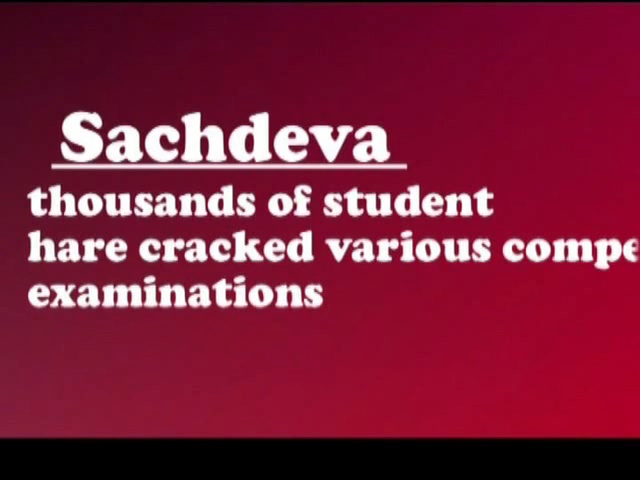 Sachdeva
thousands of student
hare cracked various compe
examinations